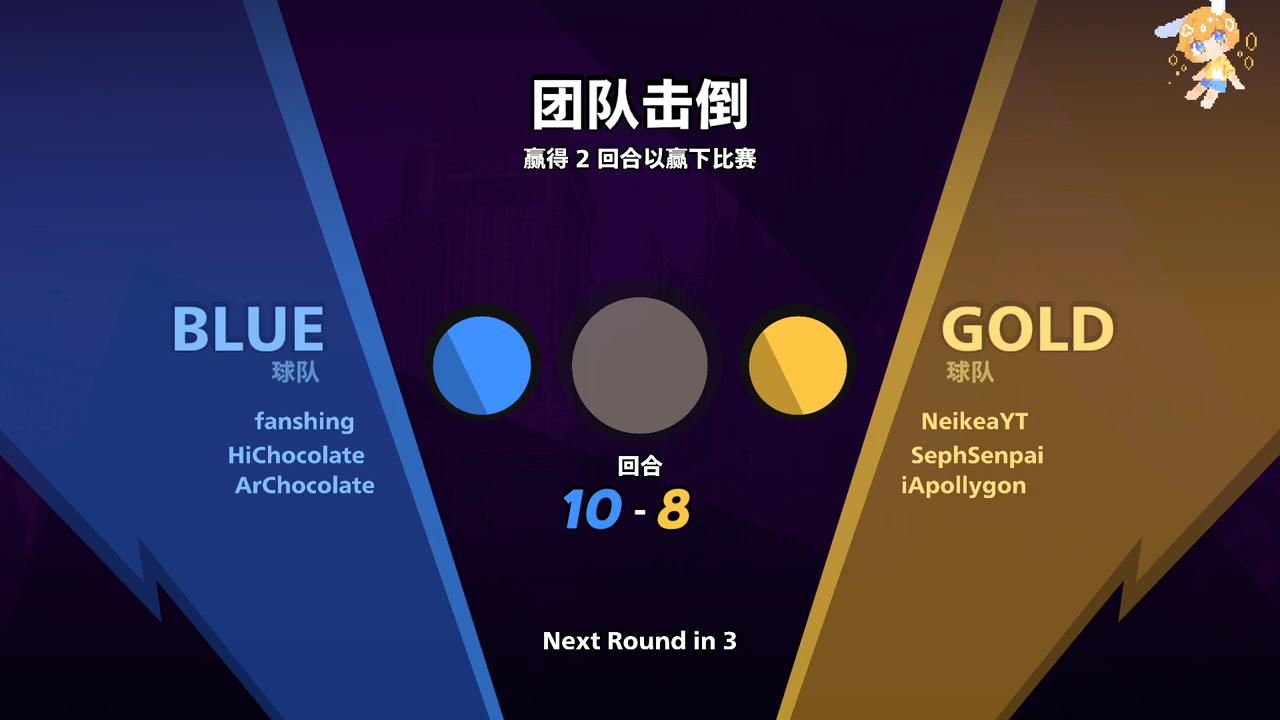 团队击倒
赢得 2 回合以赢下比赛
BLUE
球队
fanshing
HiChocolate
ArChocolate
GOLD
球队
NeikeaYT
SephSenpai
iApollygon
回合
10 - 8
Next Round in 3